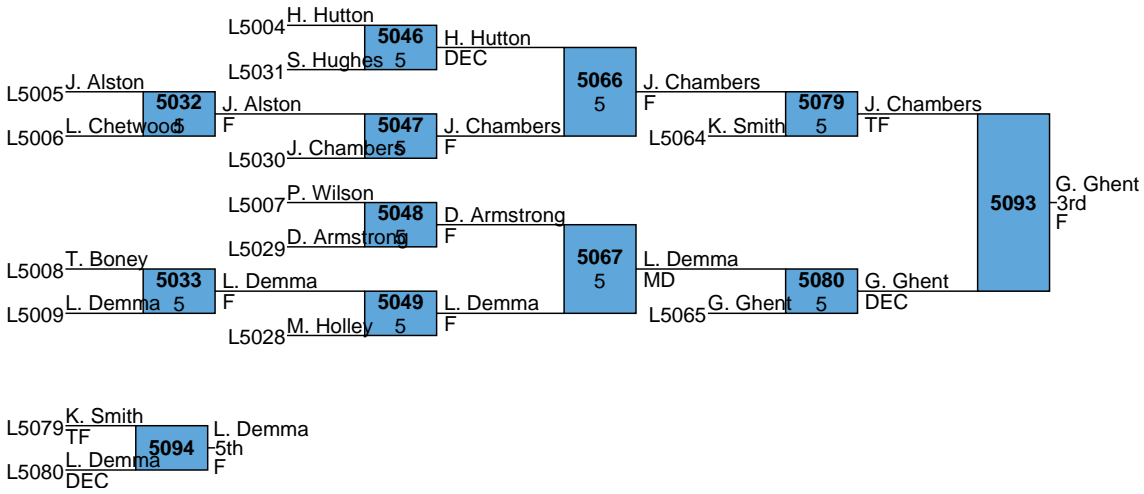 L5004 H. Hutton
5046
H. Hutton
L5031 S. Hughes 5
DEC
5066
5
L5005 J. Alston
5032
J. Alston
L5006 L. Chetwood 5
F
5047
J. Chambers
L5030 J. Chambers 5
F
J. Chambers
F
5079
J. Chambers
L5064 K. Smith 5
TF
L5007 P. Wilson
5048
D. Armstrong
L5029 D. Armstrong 5
F
5067
5
L5008 T. Boney
5033
L. Demma
L5009 L. Demma 5
F
5049
L. Demma
L5028 M. Holley 5
F
L. Demma
MD
5080
G. Ghent
L5065 G. Ghent 5
DEC
5093
G. Ghent
3rd
F
L5079 K. Smith
TF
5094
L. Demma
5th
F
L5080 L. Demma
DEC